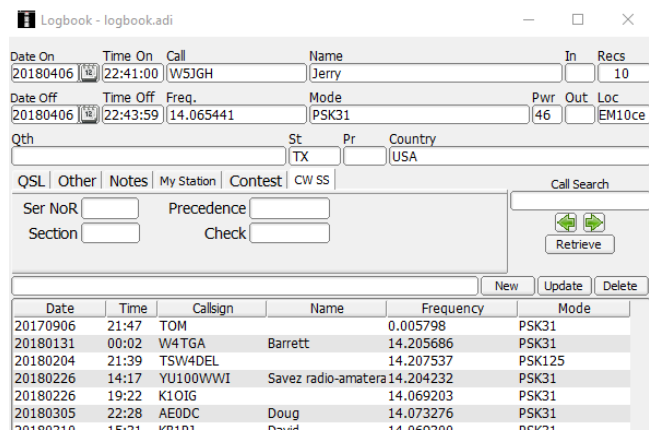 Logbook - logbook.adi
Date On Time On Call Name In Recs
20180406 12 22:41:00 W5JGH Jerry 10
Date Off Time Off Freq. Mode Pwr Out Loc
20180406 12 22:43:59 14.065441 PSK31 46 EM10ce
Qth St Pr Country
TX USA
QSL Other Notes My Station Contest CW SS
Call Search
Ser NoR Precedence
Section Check
Retrieve
New Update Delete
Date Time Callsign Name Frequency Mode
20170906 21:47 TOM 0.005798 PSK31
20180131 00:02 W4TGA Barrett 14.205686 PSK31
20180204 21:39 TSW4DEL 14.207537 PSK125
20180226 14:17 YU100WWI Savez radio-amatera 14.204232 PSK31
20180226 19:22 K1OIG 14.069203 PSK31
20180305 22:28 AE0DC Doug 14.073276 PSK31